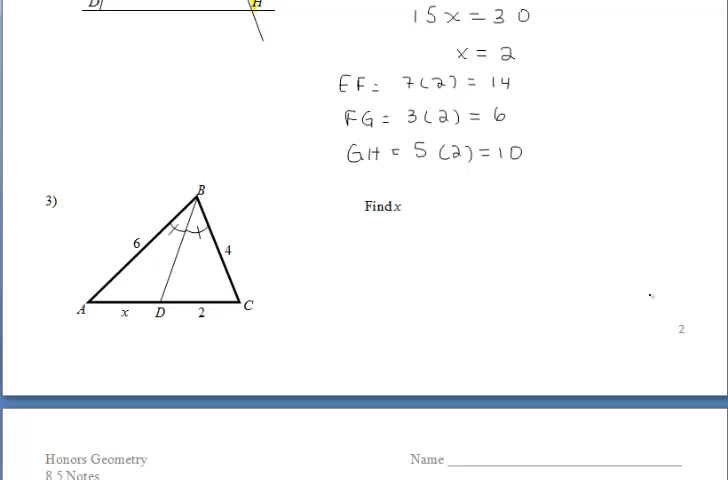 D
H
15x = 30
x = 2
EF = 7(2) = 14
FG = 3(2) = 6
GH = 5(2) = 10
3)
B
Find x
6
4
A
x
D
2
C
2
Honors Geometry
Name
8.5 Notes